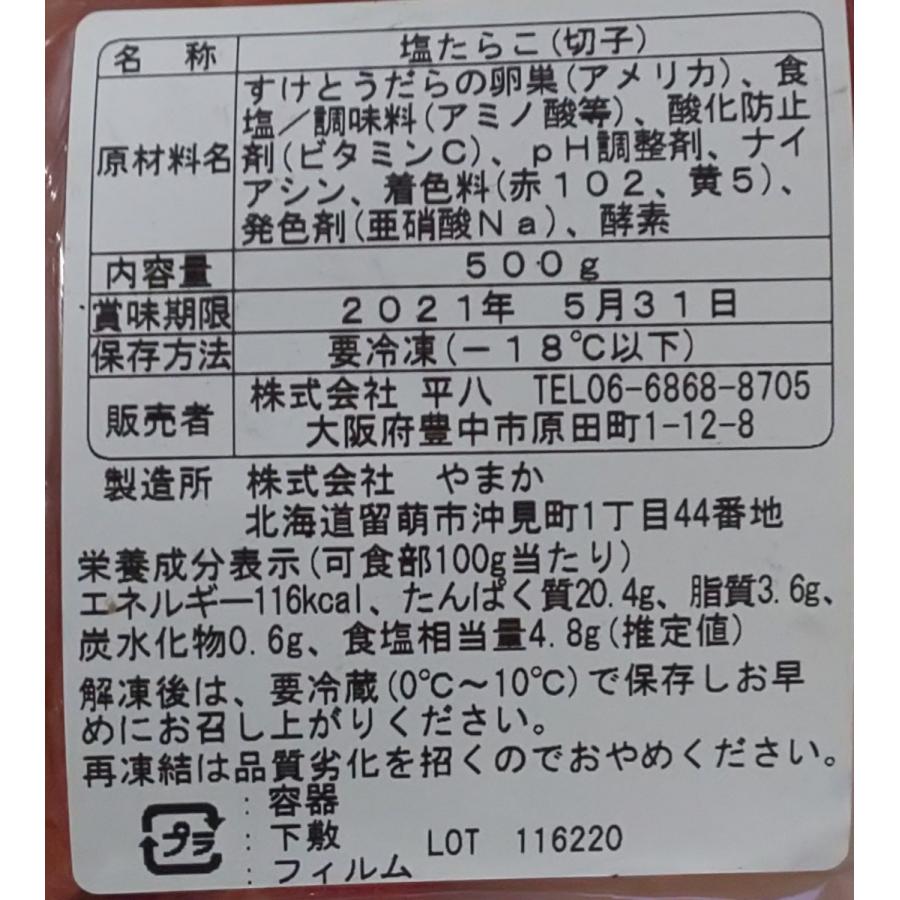 名称 塩たらこ(切子)
原材料名 すけとうだらの卵巣(アメリカ)、食
塩／調味料(アミノ酸等)、酸化防止
剤(ビタミンC)、pH調整剤、ナイ
アシン、着色料(赤102、黄5)、
発色剤(亜硝酸Na)、酵素
内容量 500g
賞味期限 2021年 5月31日
保存方法 要冷凍(－18℃以下)
販売者 株式会社 平八 TEL06-6868-8705
大阪府豊中市原田町1-12-8
製造所 株式会社 やまか
北海道留萌市沖見町1丁目44番地
栄養成分表示(可食部100g当たり)
エネルギー116kcal、たんぱく質20.4g、脂質3.6g、
炭水化物0.6g、食塩相当量4.8g(推定値)
解凍後は、要冷蔵(0℃～10℃)で保存しお早
めにお召し上がりください。
再凍結は品質劣化を招くのでおやめください。
プラ
：容器
：下敷
：フィルム
LOT 116220